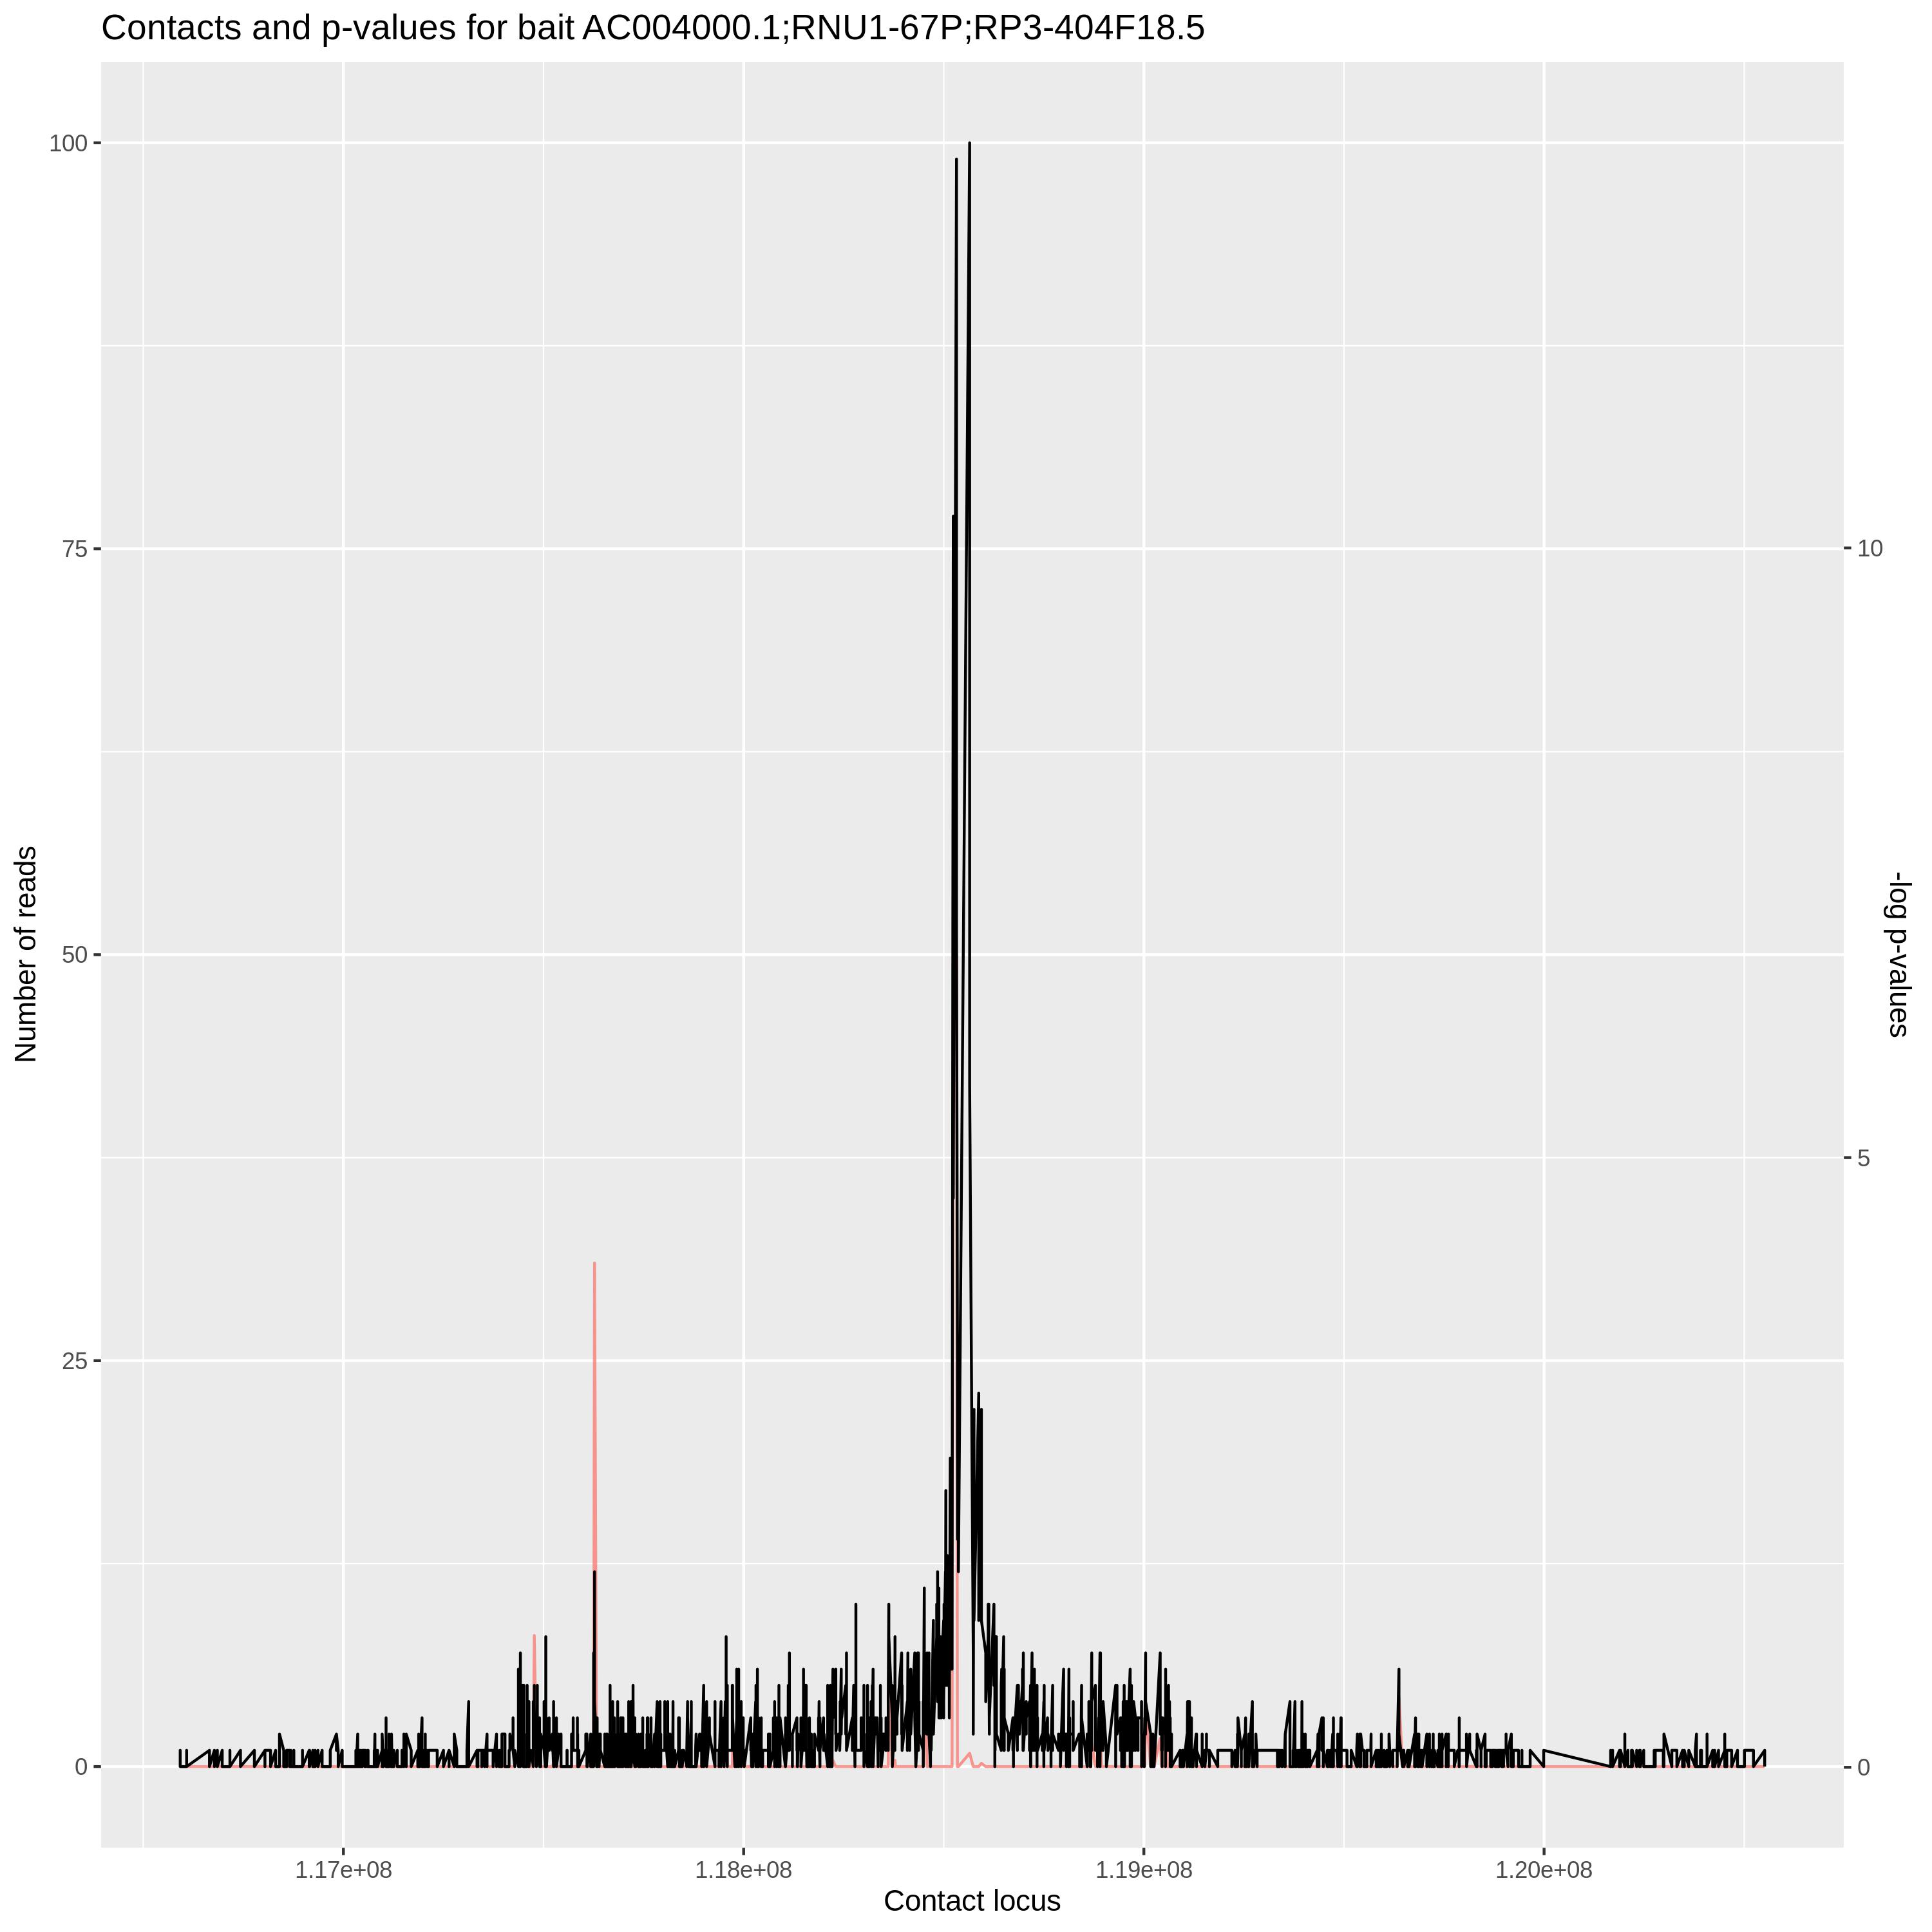 Contacts and p-values for bait AC004000.1;RNU1-67P;RP3-404F18.5
100
75
50
25
0
Number of reads
10
5
0
-log p-values
1.17e+08
1.18e+08
1.19e+08
1.20e+08
Contact locus